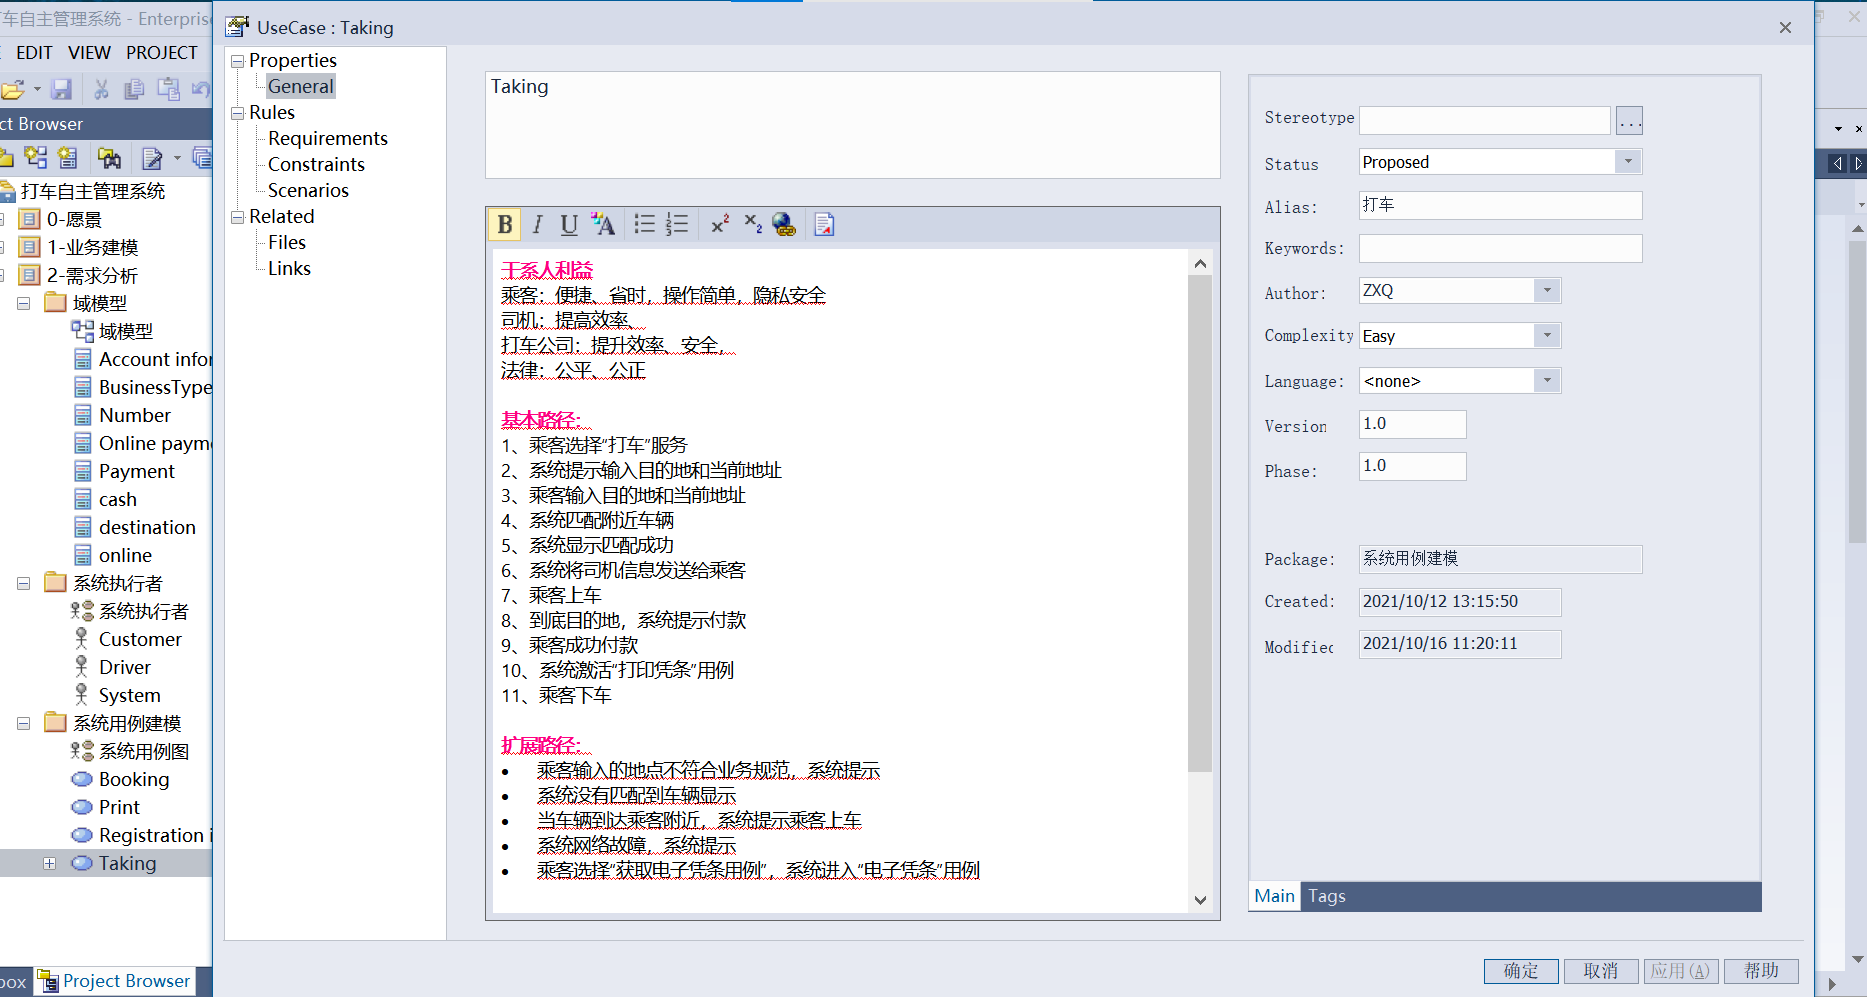 打车自主管理系统 - Enterpris
UseCase : Taking
EDIT VIEW PROJECT
ct Browser
打车自主管理系统
0-愿景
1-业务建模
2-需求分析
域模型
域模型
Account infor
BusinessType
Number
Online paym
Payment
cash
destination
online
系统执行者
系统执行者
Customer
Driver
System
系统用例建模
系统用例图
Booking
Print
Registration i
Taking
box
Project Browser
Properties
General
Rules
Requirements
Constraints
Scenarios
Related
Files
Links
Taking
干系人利益
乘客：便捷、省时，操作简单，隐私安全
司机：提高效率、
打车公司：提升效率、安全，
法律：公平、公正
基本路径：
1、乘客选择“打车”服务
2、系统提示输入目的地和当前地址
3、乘客输入目的地和当前地址
4、系统匹配附近车辆
5、系统显示匹配成功
6、系统将司机信息发送给乘客
7、乘客上车
8、到底目的地，系统提示付款
9、乘客成功付款
10、系统激活“打印凭条”用例
11、乘客下车
扩展路径：
• 乘客输入的地点不符合业务规范，系统提示
• 系统没有匹配到车辆显示
• 当车辆到达乘客附近，系统提示乘客上车
• 系统网络故障，系统提示
• 乘客选择“获取电子凭条用例”，系统进入“电子凭条”用例
Stereotype
...
Status Proposed
Alias: 打车
Keywords:
Author: ZXQ
Complexity Easy
Language: <none>
Version 1.0
Phase: 1.0
Package: 系统用例建模
Created: 2021/10/12 13:15:50
Modified 2021/10/16 11:20:11
Main Tags
确定 取消 应用(A) 帮助